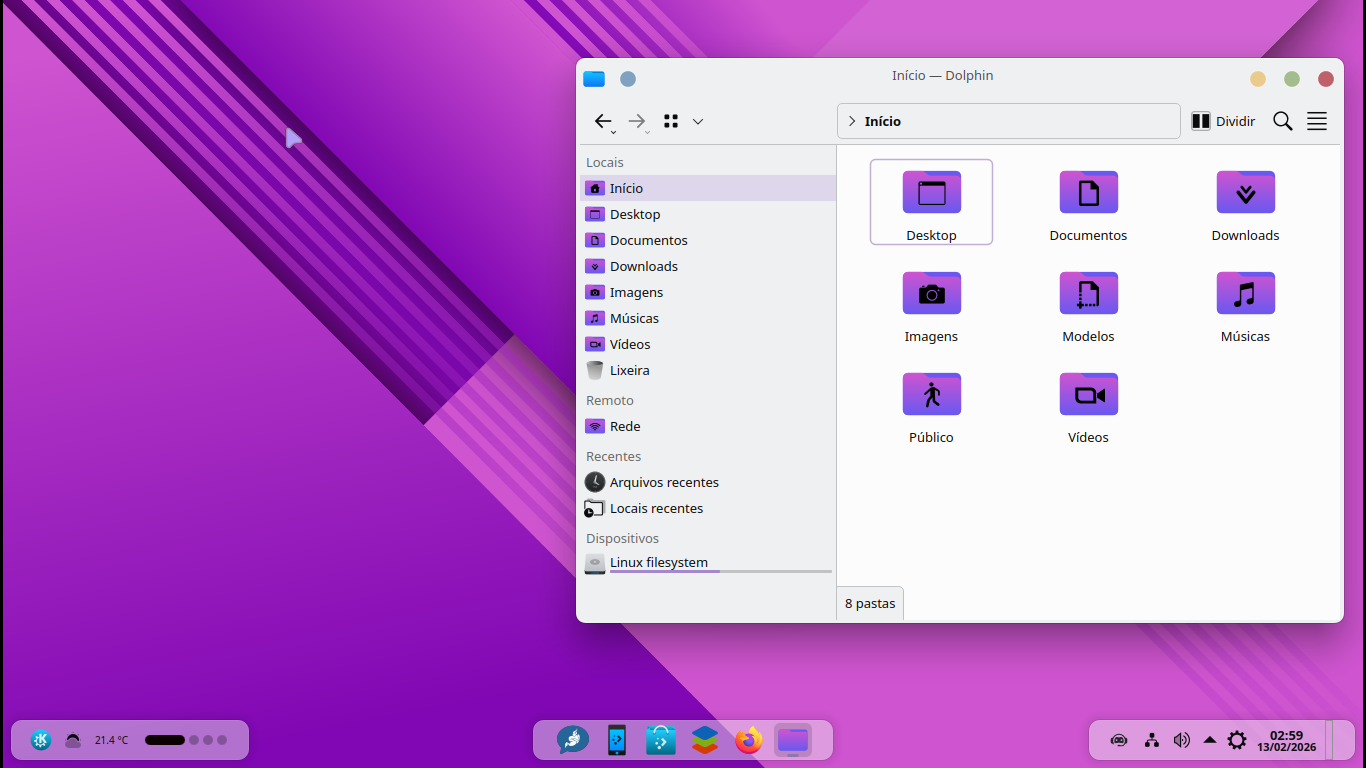 Início — Dolphin
Início
Dividir
Locais
Início
Desktop
Documentos
Downloads
Imagens
Músicas
Vídeos
Lixeira
Remoto
Rede
Recentes
Arquivos recentes
Locais recentes
Dispositivos
Linux filesystem
Desktop
Documentos
Downloads
Imagens
Modelos
Músicas
Público
Vídeos
8 pastas
21.4 °C
02:59
13/02/2026